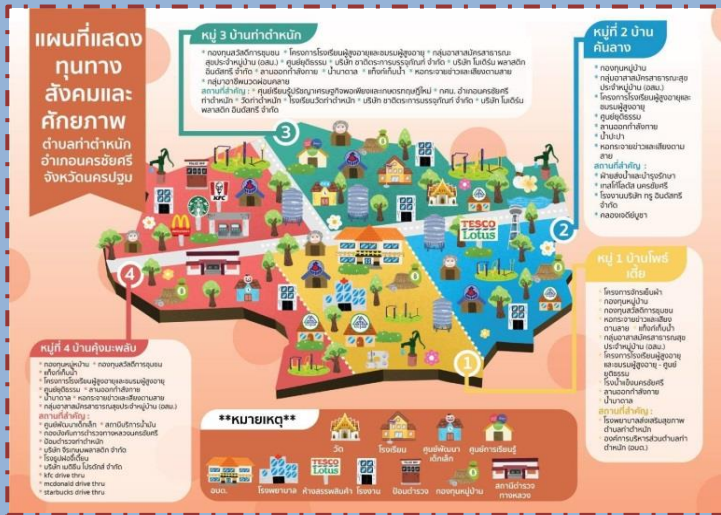 แผนที่แสดง
ทุนทาง
สังคมและ
ศักยภาพ
ตำบลท่าตำหนัก
อำเภอนครชัยศรี
จังหวัดนครปฐม
หมู่ 3 บ้านท่าตำหนัก
• กองทุนสวัสดิการชุมชน • โครงการโรงเรียนผู้สูงอายุและชมรมผู้สูงอายุ • กลุ่มอาสาสมัครสาธารณะ
สุขประจำหมู่บ้าน (อสม.) • ศูนย์ยุติธรรม • บริษัท ชาติตระการบรรจุภัณฑ์ จำกัด • บริษัท โมเดิร์น พลาสติก
อินดัสทรี จำกัด • ลานออกกำลังกาย • น้ำบาดาล • แท็งก์เก็บน้ำ • หอกระจายข่าวและเสียงตามสาย
• กลุ่มอาชีพนวดผ่อนคลาย
สถานที่สำคัญ : • ศูนย์เรียนรู้ปรัชญาเศรษฐกิจพอเพียงและเกษตรทฤษฎีใหม่ • กศน. อำเภอนครชัยศรี
ท่าตำหนัก • วัดท่าตำหนัก • โรงเรียนวัดท่าตำหนัก • บริษัท ชาติตระการบรรจุภัณฑ์ จำกัด • บริษัท โมเดิร์น
พลาสติก อินดัสทรี จำกัด
3
หมู่ที่ 2 บ้าน
คันลาง
• กองทุนหมู่บ้าน
• กลุ่มอาสาสมัครสาธารณะสุข
ประจำหมู่บ้าน (อสม.)
• โครงการโรงเรียนผู้สูงอายุและ
ชมรมผู้สูงอายุ
• ศูนย์ยุติธรรม
• ลานออกกำลังกาย
• น้ำประปา
• หอกระจายข่าวและเสียงตาม
สาย
สถานที่สำคัญ :
• ฝ่ายส่งน้ำและบำรุงรักษา
• เทสโก้โลตัส นครชัยศรี
• โรงงานบริษัท ทรู อินดัสทรี
จำกัด
• คลองเจดีย์บูชา
2
KFC
McDonald's
TESCO
Lotus
หมู่ 1 บ้านโพธิ์
เตี้ย
• โครงการจักรเย็บผ้า
• กองทุนหมู่บ้าน
• กองทุนสวัสดิการชุมชน
• หอกระจายข่าวและเสียง
ตามสาย • แท็งก์เก็บน้ำ
• กลุ่มอาสาสมัครสาธารณะสุข
ประจำหมู่บ้าน (อสม.)
• โครงการโรงเรียนผู้สูงอายุ
และชมรมผู้สูงอายุ • ศูนย์
ยุติธรรม
• โรงน้ำแข็งนครชัยศรี
• ลานออกกำลังกาย
• น้ำบาดาล
สถานที่สำคัญ :
• โรงพยาบาลส่งเสริมสุขภาพ
ตำบลท่าตำหนัก
• องค์การบริหารส่วนตำบลท่า
ตำหนัก (อบต.)
1
4
หมู่ที่ 4 บ้านคุ้งมะพลับ
• กองทุนหมู่บ้าน • กองทุนสวัสดิการชุมชน
• แท็งก์เก็บน้ำ
• โครงการโรงเรียนผู้สูงอายุและชมรมผู้สูงอายุ
• ศูนย์ยุติธรรม • ลานออกกำลังกาย
• น้ำบาดาล • หอกระจายข่าวและเสียงตามสาย
• กลุ่มอาสาสมัครสาธารณะสุขประจำหมู่บ้าน (อสม.)
สถานที่สำคัญ :
• ศูนย์พัฒนาเด็กเล็ก • สถานีบริการน้ำมัน
• กองบังคับการตำรวจทางหลวงนครชัยศรี
• ป้อมตำรวจท่าตำหนัก
• บริษัท
• บริษัท เมดิซีน โปรดักส์ จำกัด
• kfc drive thru
• mcdonald drive thru
• starbucks drive thru
**หมายเหตุ**
วัด
โรงเรียน
ศูนย์พัฒนา
เด็กเล็ก
ศูนย์การเรียนรู้
อบต.
โรงพยาบาล
TESCO
Lotus
ห้างสรรพสินค้า
โรงงาน
ป้อมตำรวจ
กองทุนหมู่บ้าน
สถานีตำรวจ
ทางหลวง